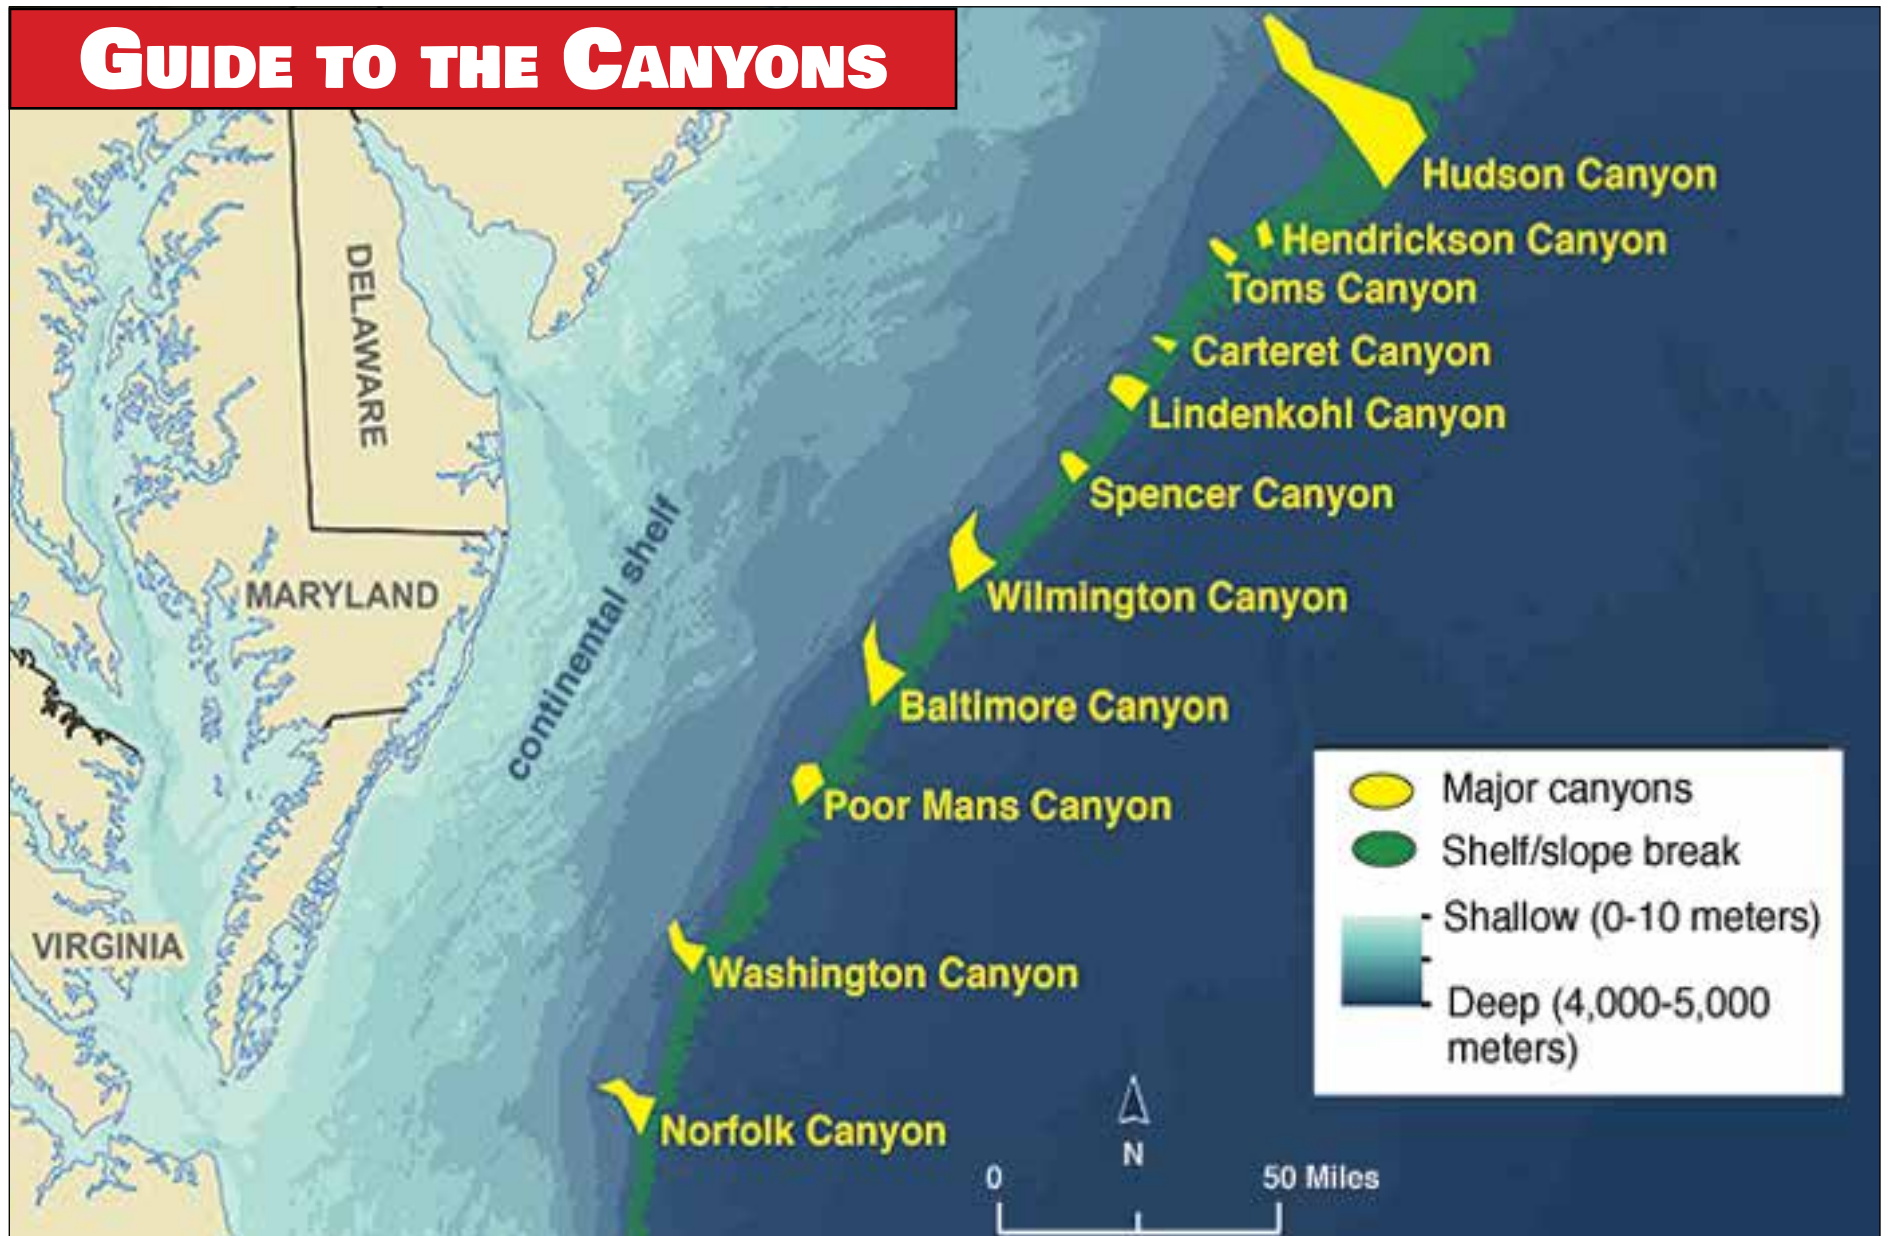 GUIDE TO THE CANYONS
Hudson Canyon
Hendrickson Canyon
Toms Canyon
Carteret Canyon
Lindenkohl Canyon
Spencer Canyon
Wilmington Canyon
Baltimore Canyon
Poor Mans Canyon
Washington Canyon
Norfolk Canyon
DELAWARE
MARYLAND
VIRGINIA
continental shelf
Major canyons
Shelf/slope break
Shallow (0-10 meters)
Deep (4,000-5,000
meters)
N
0 50 Miles